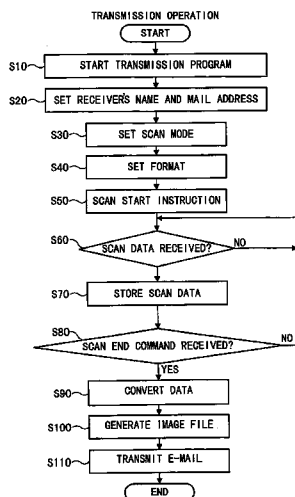 TRANSMISSION OPERATION
START
S10 START TRANSMISSION PROGRAM
S20 SET RECEIVER'S NAME AND MAIL ADDRESS
S30 SET SCAN MODE
S40 SET FORMAT
S50 SCAN START INSTRUCTION
S60 SCAN DATA RECEIVED? NO
S70 STORE SCAN DATA
S80 SCAN END COMMAND RECEIVED? NO
YES
S90 CONVERT DATA
S100 GENERATE IMAGE FILE
S110 TRANSMIT E-MAIL
END